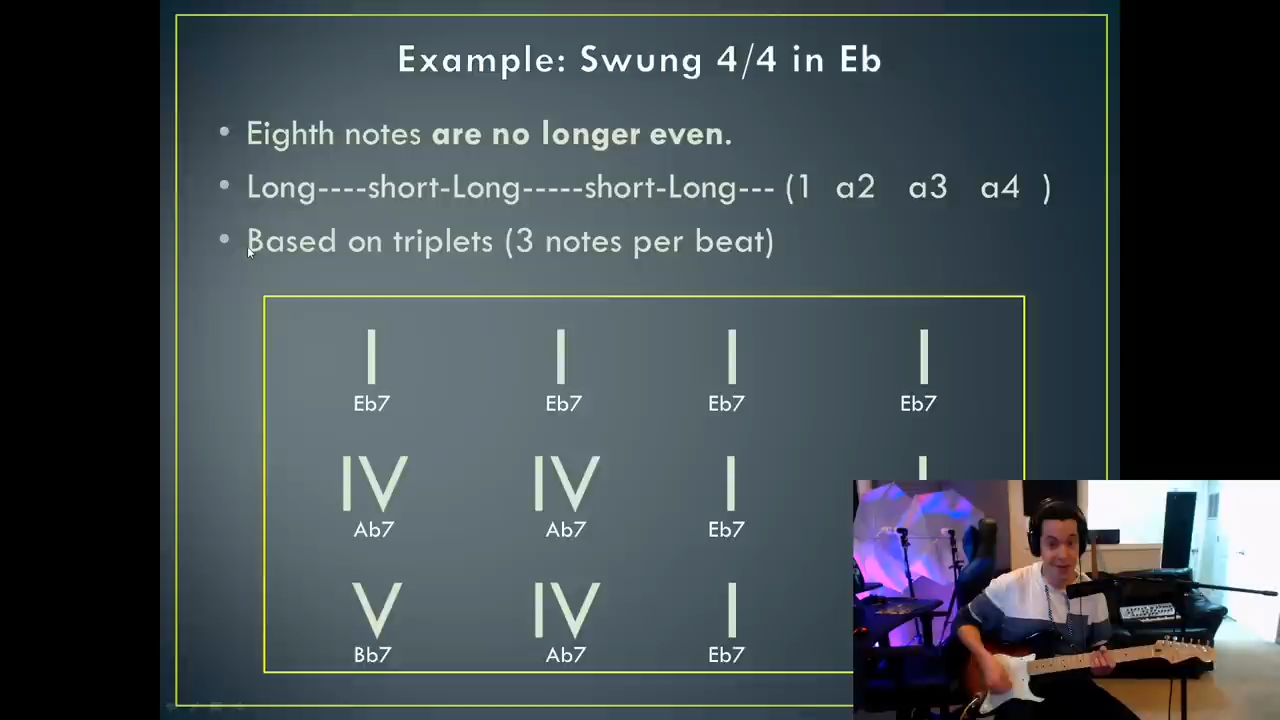 Example: Swung 4/4 in Eb
• Eighth notes are no longer even.
• Long----short-Long-----short-Long--- (1 a2 a3 a4 )
• Based on triplets (3 notes per beat)
I I I I
Eb7 Eb7 Eb7 Eb7
IV IV I I
Ab7 Ab7 Eb7
V IV I
Bb7 Ab7 Eb7